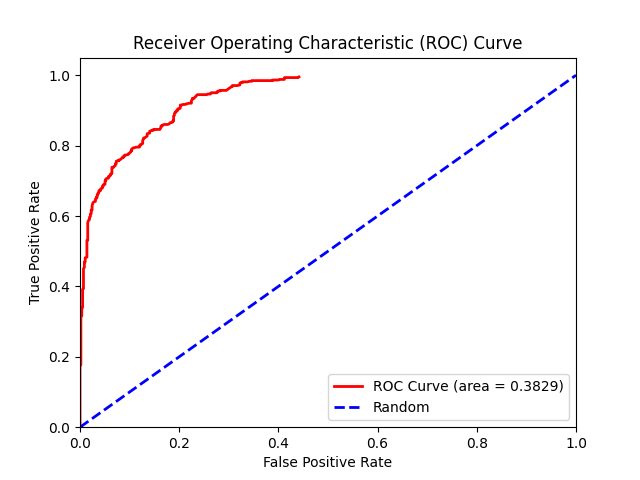 Receiver Operating Characteristic (ROC) Curve
1.0
0.8
0.6
0.4
0.2
0.0
True Positive Rate
ROC Curve (area = 0.3829)
Random
0.0 0.2 0.4 0.6 0.8 1.0
False Positive Rate